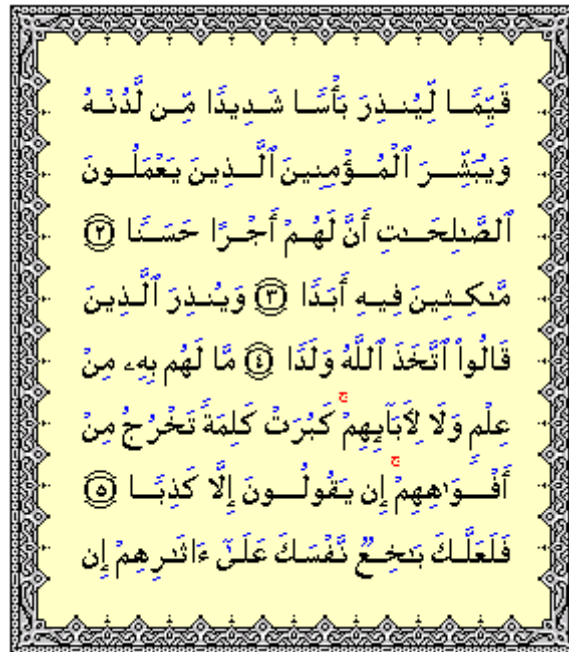 قَيِّمًا لِّيُنذِرَ بَأْسًا شَدِيدًا مِّن لَّدُنْهُ
وَيُبَشِّرَ ٱلْمُؤْمِنِينَ ٱلَّذِينَ يَعْمَلُونَ
ٱلصَّٰلِحَٰتِ أَنَّ لَهُمْ أَجْرًا حَسَنًا ٢
مَّٰكِثِينَ فِيهِ أَبَدًا ٣ وَيُنذِرَ ٱلَّذِينَ
قَالُوا۟ ٱتَّخَذَ ٱللَّهُ وَلَدًا ٤ مَّا لَهُم بِهِۦ مِنْ
عِلْمٍ وَلَا لِءَابَآئِهِمْ ۚ كَبُرَتْ كَلِمَةً تَخْرُجُ مِنْ
أَفْوَٰهِهِمْ ۚ إِن يَقُولُونَ إِلَّا كَذِبًا ٥
فَلَعَلَّكَ بَٰخِعٌ نَّفْسَكَ عَلَىٰٓ ءَاثَٰرِهِمْ إِن